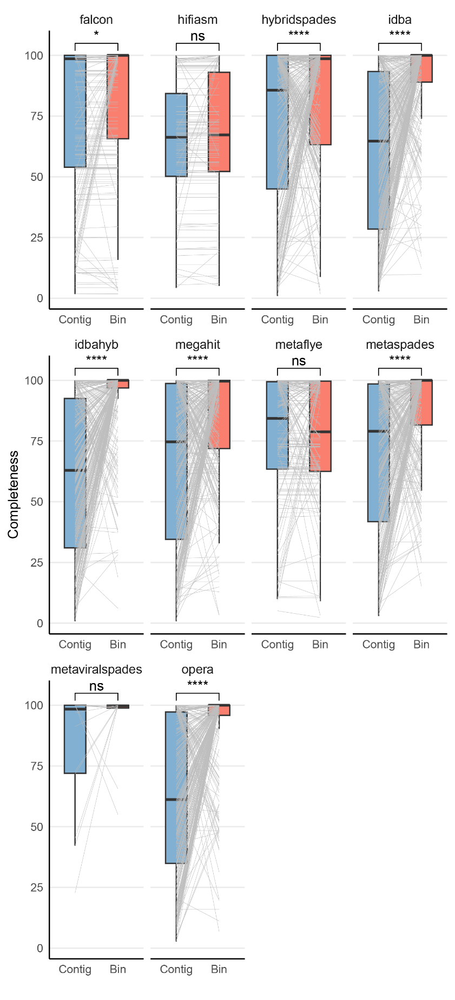 falcon hifiasm hybridspades idba
* ns **** ****
100
75
50
25
0
Contig Bin Contig Bin Contig Bin Contig Bin
idbahyb megahit metaflye metaspades
**** **** ns ****
100
75
50
25
0
Contig Bin Contig Bin Contig Bin Contig Bin
Completeness
metaviralspades opera
ns ****
100
75
50
25
0
Contig Bin Contig Bin